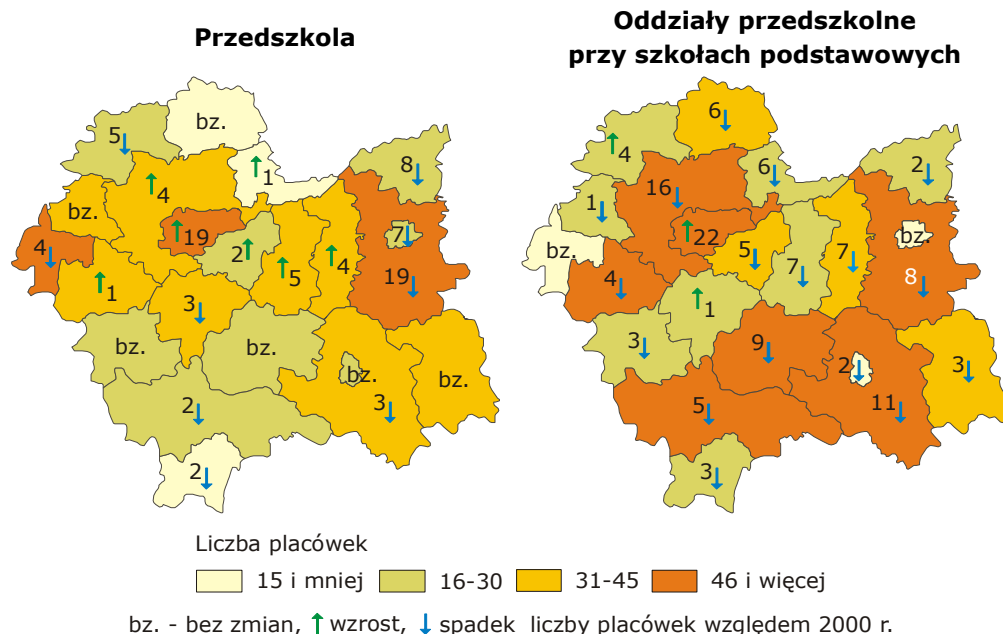 Przedszkola
Oddziały przedszkolne
przy szkołach podstawowych
bz.
5
1
8
4
bz.
19
2
7
4
5
4
19
1
3
bz.
bz.
bz.
bz.
3
2
2
6
4
6
2
16
1
22
bz.
bz.
5
7
7
8
4
1
3
9
2
3
5
11
3
Liczba placówek
15 i mniej
16-30
31-45
46 i więcej
bz. - bez zmian, ↑ wzrost, ↓ spadek liczby placówek względem 2000 r.